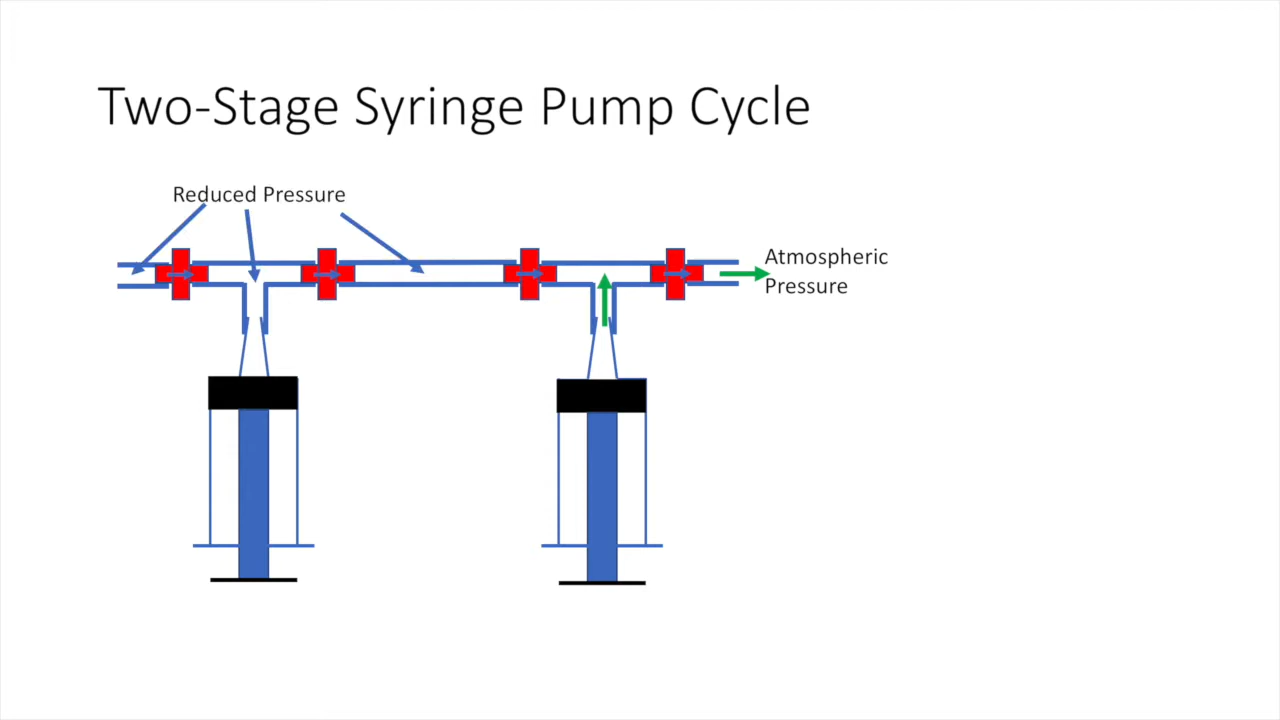 Two-Stage Syringe Pump Cycle
Reduced Pressure
Atmospheric
Pressure